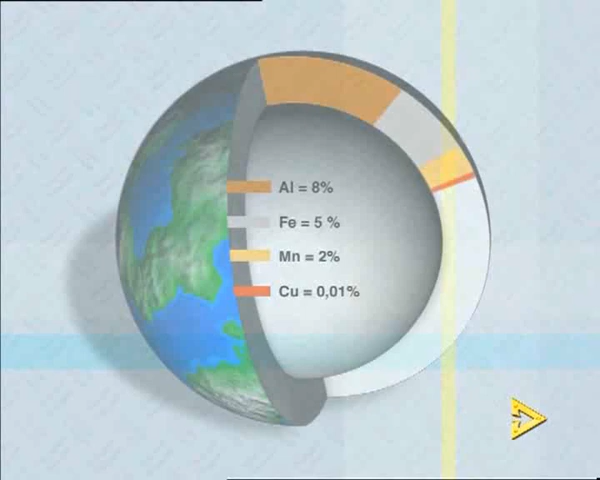 Al = 8%
Fe = 5 %
Mn = 2%
Cu = 0,01%